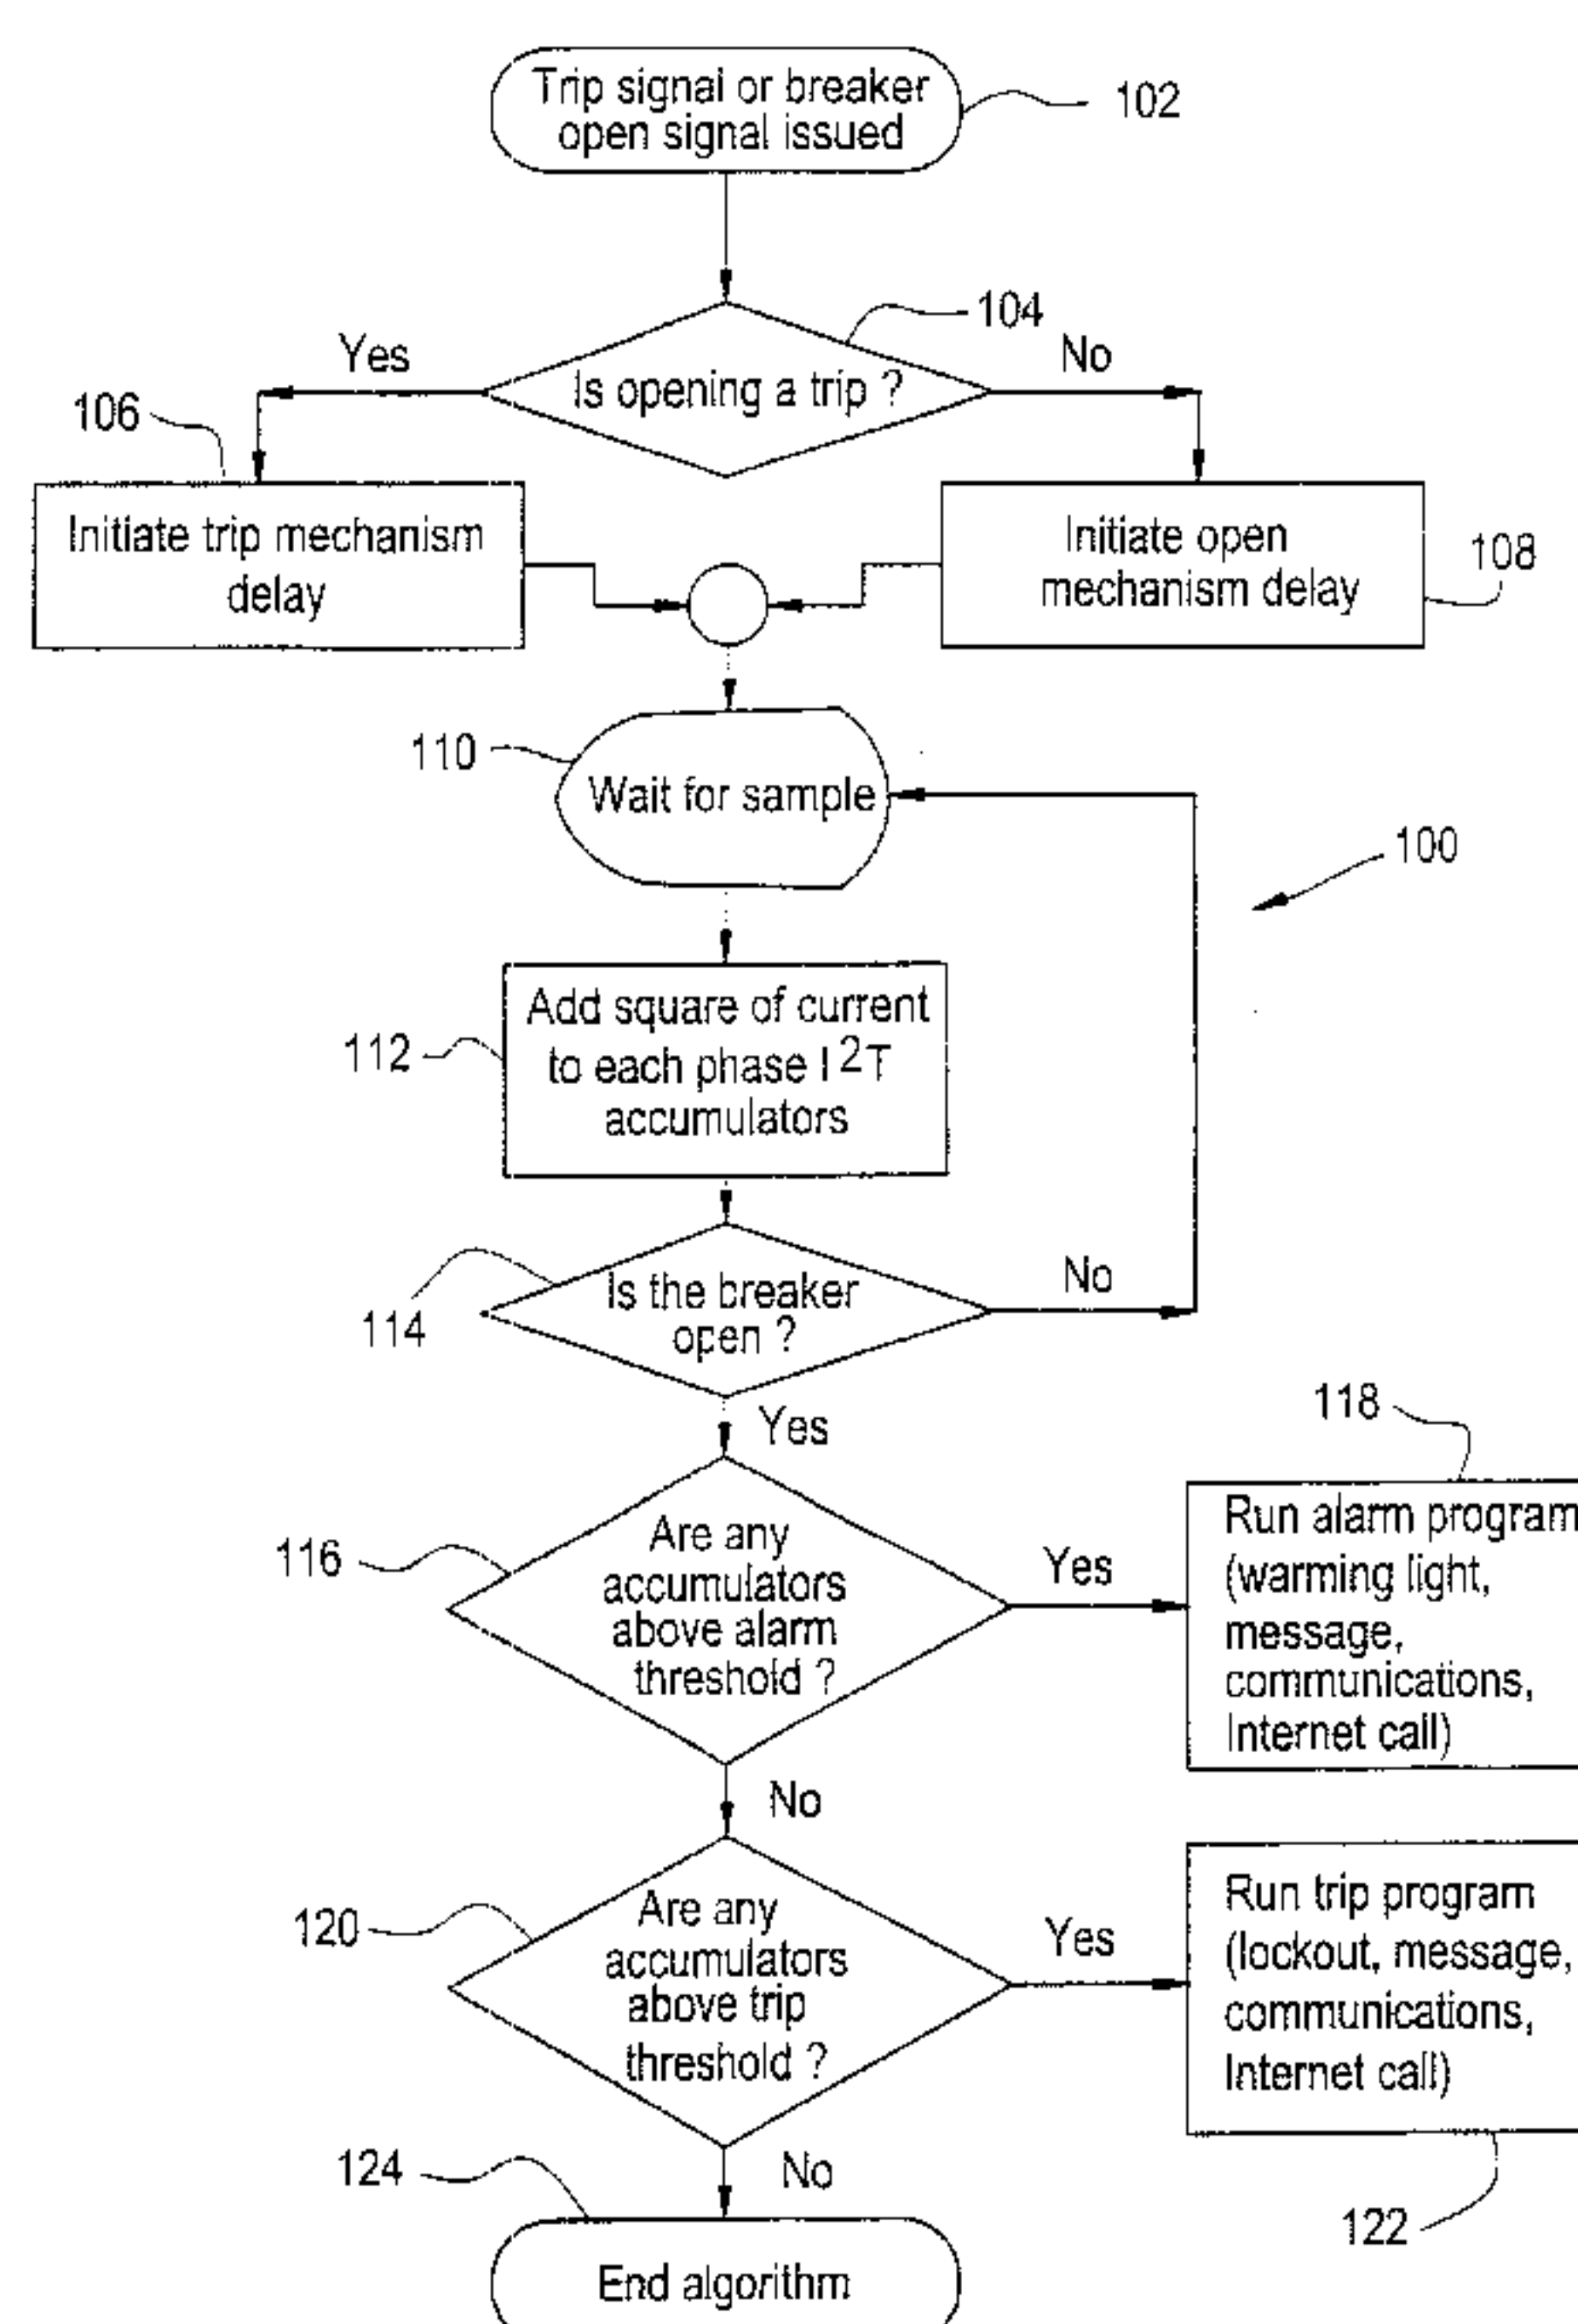 Trip signal or breaker
open signal issued
102
104
Yes
No
Is opening a trip ?
106
Initiate trip mechanism
delay
Initiate open
mechanism delay
108
110
Wait for sample
100
112
Add square of current
to each phase I2T
accumulators
114
Is the breaker
open ?
No
Yes
118
116
Are any
accumulators
above alarm
threshold ?
Yes
Run alarm program
(warming light,
message,
communications,
Internet call)
No
120
Are any
accumulators
above trip
threshold ?
Yes
Run trip program
(lockout, message,
communications,
Internet call)
124
No
122
End algorithm